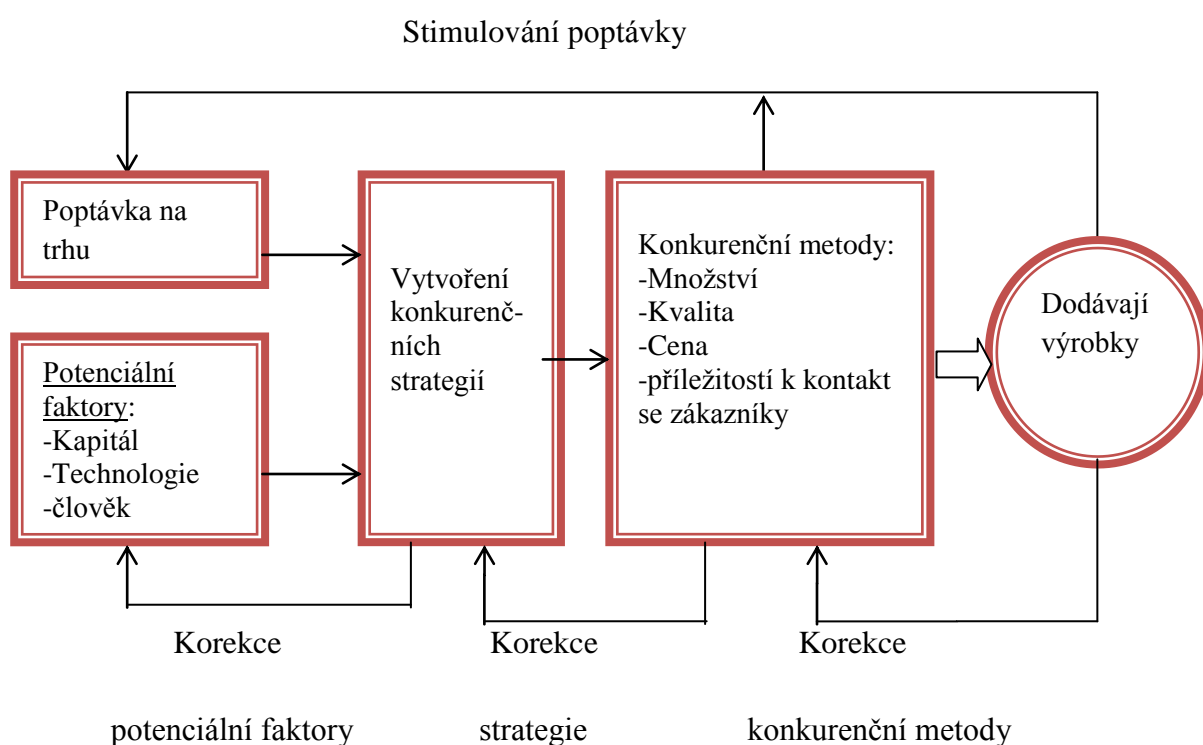 Stimulování poptávky
Poptávka na
trhu
Potenciální
faktory:
-Kapitál
-Technologie
-člověk
Vytvoření
konkurenč-
ních
strategií
Konkurenční metody:
-Množství
-Kvalita
-Cena
-příležitostí k kontakt
se zákazníky
Dodávají
výrobky
Korekce
Korekce
Korekce
potenciální faktory
strategie
konkurenční metody